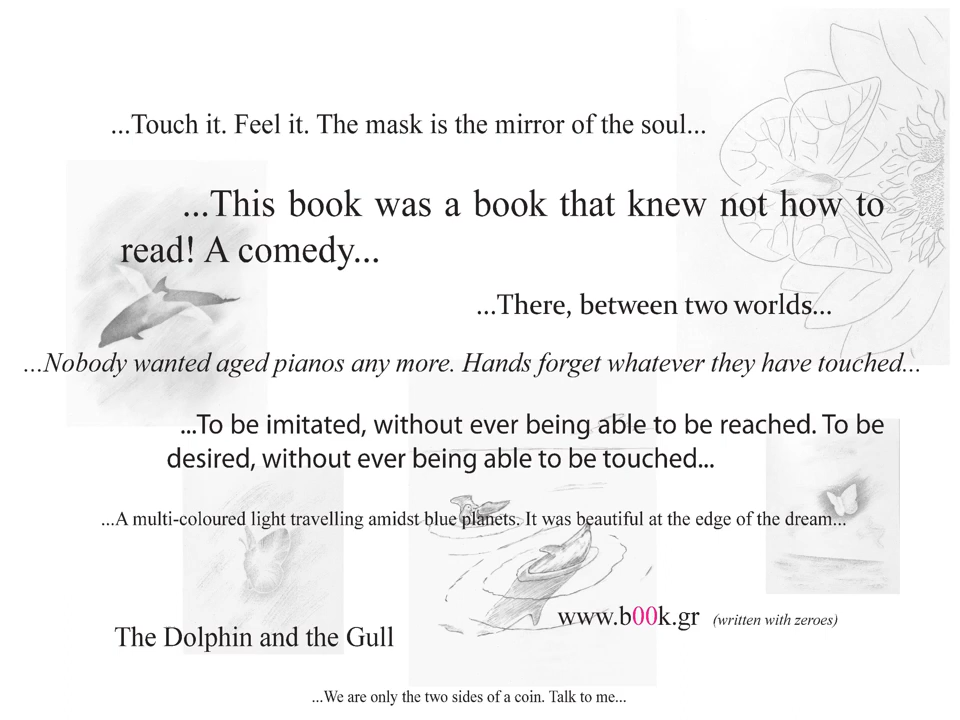 ...Touch it. Feel it. The mask is the mirror of the soul...
...This book was a book that knew not how to
read! A comedy...
...There, between two worlds...
...Nobody wanted aged pianos any more. Hands forget whatever they have touched...
...To be imitated, without ever being able to be reached. To be
desired, without ever being able to be touched...
...A multi-coloured light travelling amidst blue planets. It was beautiful at the edge of the dream...
www.b00k.gr (written with zeroes)
The Dolphin and the Gull
...We are only the two sides of a coin. Talk to me...